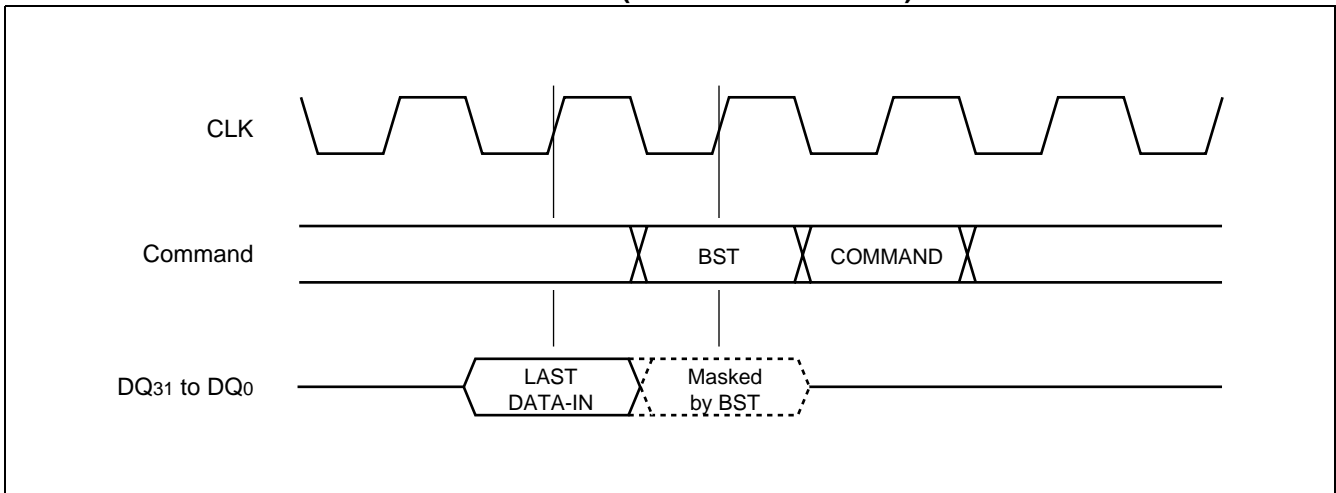 CLK
Command
BST
COMMAND
DQ31 to DQ0
LAST
DATA-IN
Masked
by BST